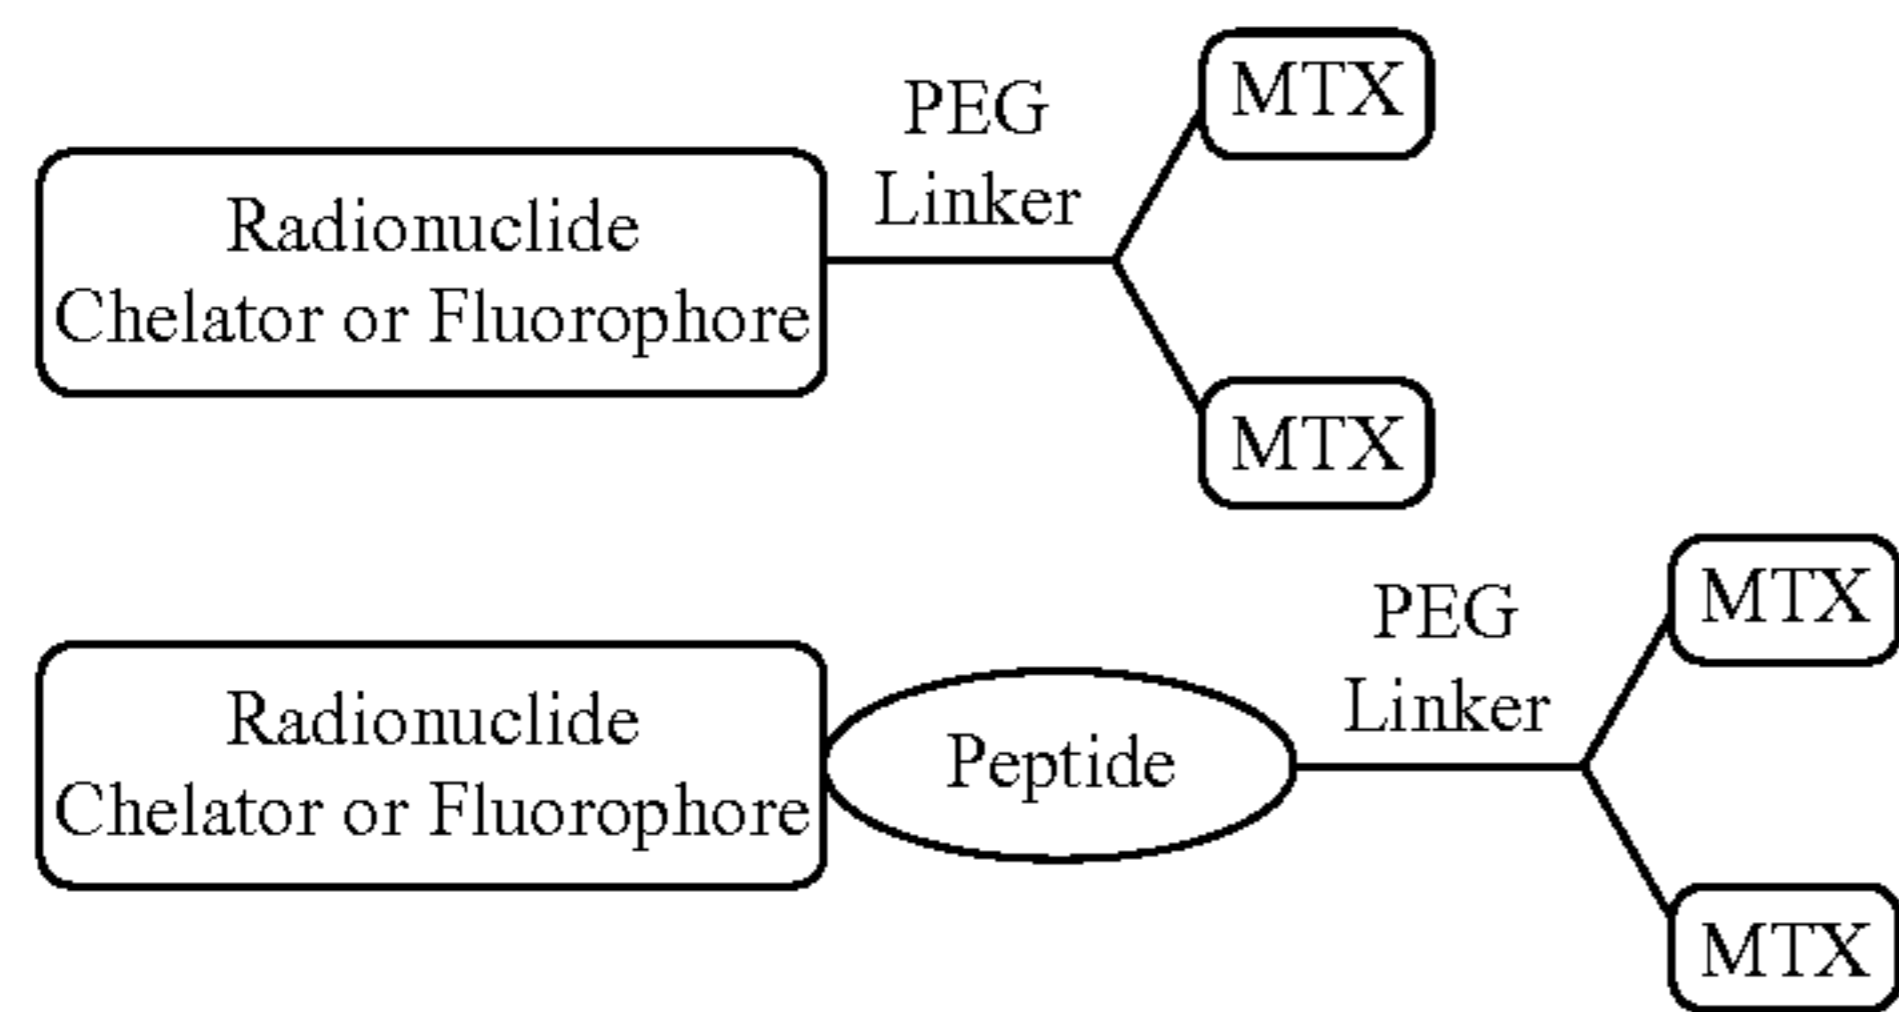 MTX
PEG
Linker
Radionuclide
Chelator or Fluorophore
MTX
MTX
PEG
Linker
Radionuclide
Chelator or Fluorophore
Peptide
MTX